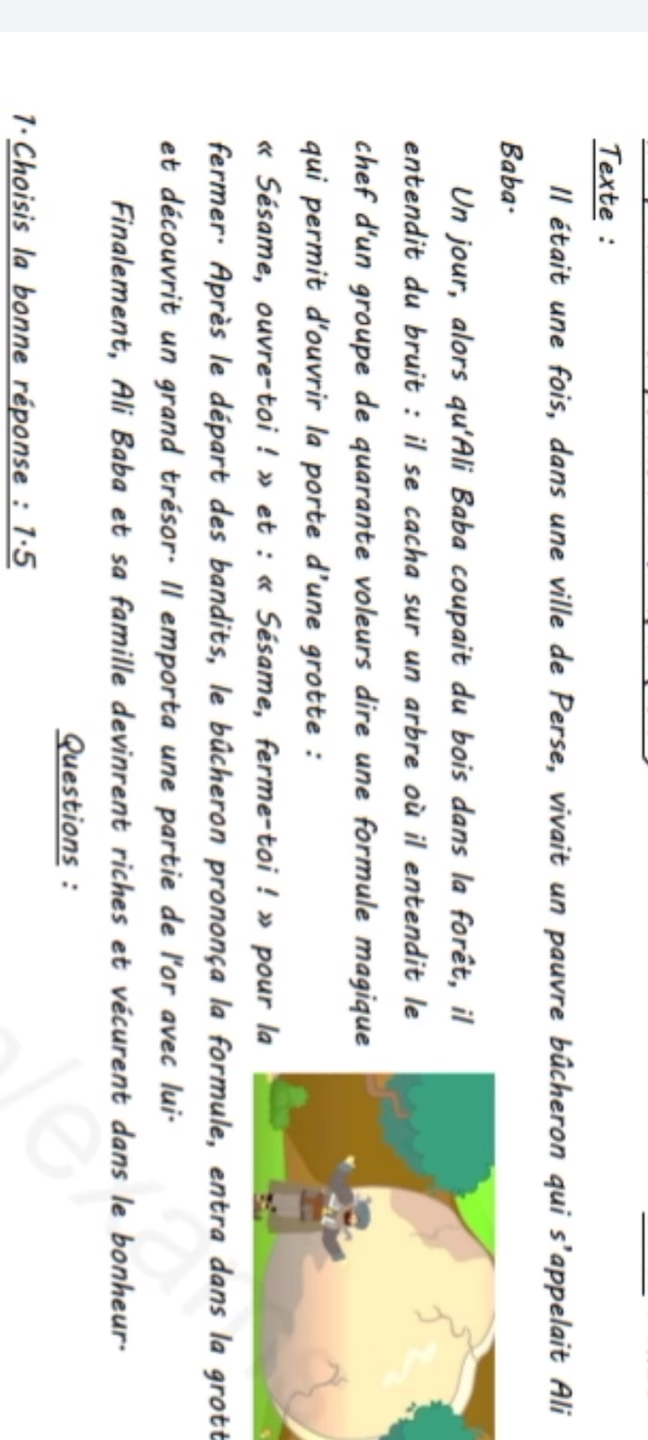 Texte :
Il était une fois, dans une ville de Perse, vivait un pauvre bûcheron qui s'appelait Ali
Baba.
Un jour, alors qu'Ali Baba coupait du bois dans la forêt, il
entendit du bruit : il se cacha sur un arbre où il entendit le
chef d'un groupe de quarante voleurs dire une formule magique
qui permit d'ouvrir la porte d'une grotte :
« Sésame, ouvre-toi ! » et : « Sésame, ferme-toi ! » pour la
fermer. Après le départ des bandits, le bûcheron prononça la formule, entra dans la grott
et découvrit un grand trésor. Il emporta une partie de l'or avec lui.
Finalement, Ali Baba et sa famille devinrent riches et vécurent dans le bonheur.
Questions :
1. Choisis la bonne réponse : 1.5